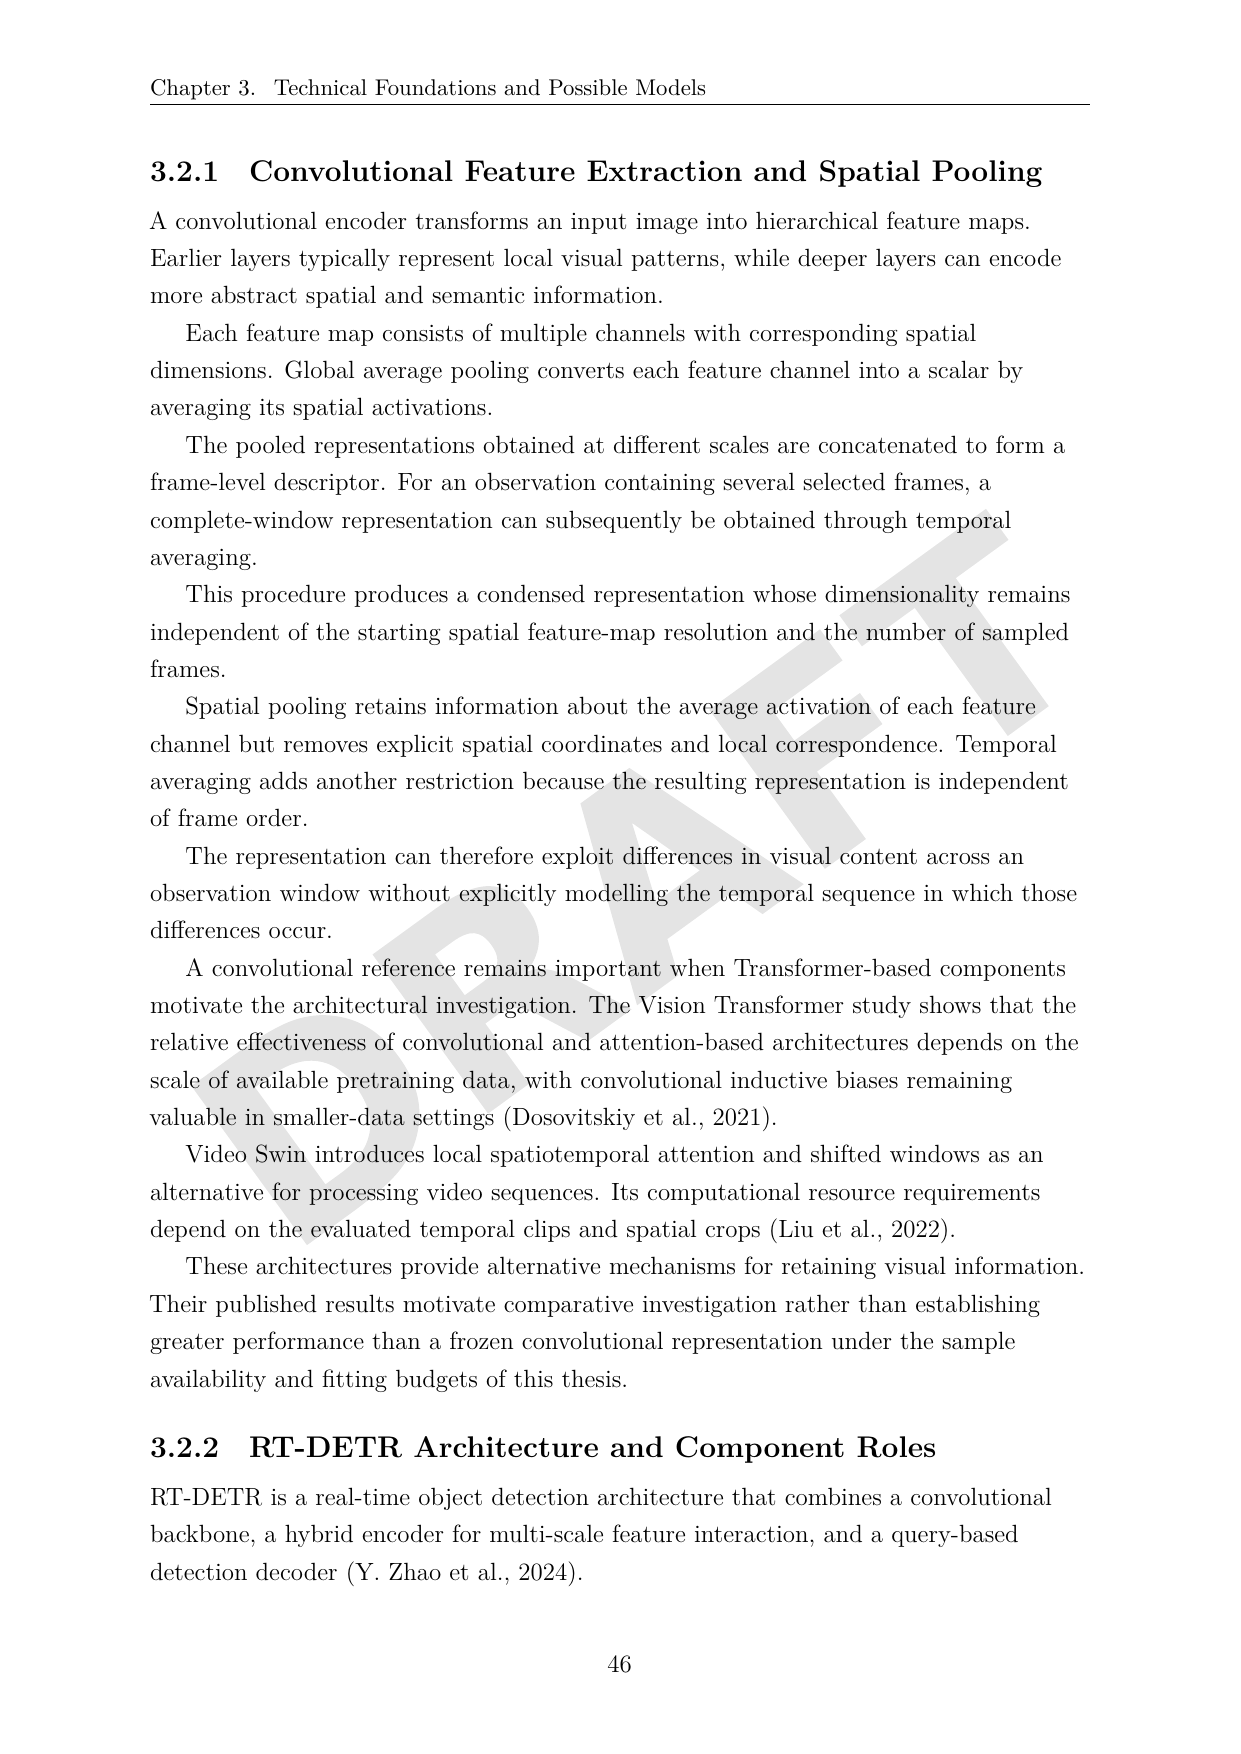 Chapter 3. Technical Foundations and Possible Models
3.2.1 Convolutional Feature Extraction and Spatial Pooling
A convolutional encoder transforms an input image into hierarchical feature maps.
Earlier layers typically represent local visual patterns, while deeper layers can encode
more abstract spatial and semantic information.
Each feature map consists of multiple channels with corresponding spatial
dimensions. Global average pooling converts each feature channel into a scalar by
averaging its spatial activations.
The pooled representations obtained at different scales are concatenated to form a
frame-level descriptor. For an observation containing several selected frames, a
complete-window representation can subsequently be obtained through temporal
averaging.
This procedure produces a condensed representation whose dimensionality remains
independent of the starting spatial feature-map resolution and the number of sampled
frames.
Spatial pooling retains information about the average activation of each feature
channel but removes explicit spatial coordinates and local correspondence. Temporal
averaging adds another restriction because the resulting representation is independent
of frame order.
The representation can therefore exploit differences in visual content across an
observation window without explicitly modelling the temporal sequence in which those
differences occur.
A convolutional reference remains important when Transformer-based components
motivate the architectural investigation. The Vision Transformer study shows that the
relative effectiveness of convolutional and attention-based architectures depends on the
scale of available pretraining data, with convolutional inductive biases remaining
valuable in smaller-data settings (Dosovitskiy et al., 2021).
Video Swin introduces local spatiotemporal attention and shifted windows as an
alternative for processing video sequences. Its computational resource requirements
depend on the evaluated temporal clips and spatial crops (Liu et al., 2022).
These architectures provide alternative mechanisms for retaining visual information.
Their published results motivate comparative investigation rather than establishing
greater performance than a frozen convolutional representation under the sample
availability and fitting budgets of this thesis.
3.2.2 RT-DETR Architecture and Component Roles
RT-DETR is a real-time object detection architecture that combines a convolutional
backbone, a hybrid encoder for multi-scale feature interaction, and a query-based
detection decoder (Y. Zhao et al., 2024).
46
DRAFT